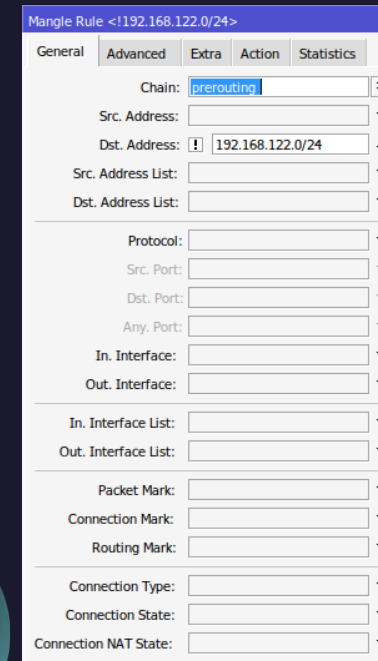 Mangle Rule <!192.168.122.0/24>
General Advanced Extra Action Statistics
Chain: prerouting
Src. Address:
Dst. Address: ! 192.168.122.0/24
Src. Address List:
Dst. Address List:
Protocol:
Src. Port:
Dst. Port:
Any. Port:
In. Interface:
Out. Interface:
In. Interface List:
Out. Interface List:
Packet Mark:
Connection Mark:
Routing Mark:
Connection Type:
Connection State:
Connection NAT State: